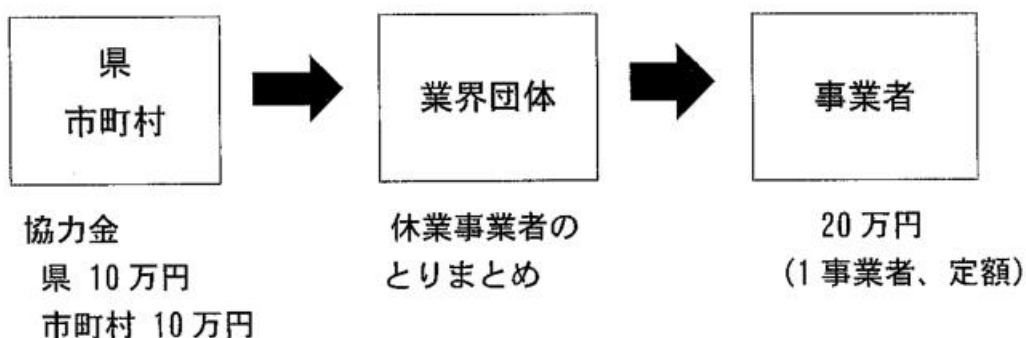 県
市町村
業界団体
事業者
協力金
県 10万円
市町村 10万円
休業事業者の
とりまとめ
20万円
(1事業者、定額)